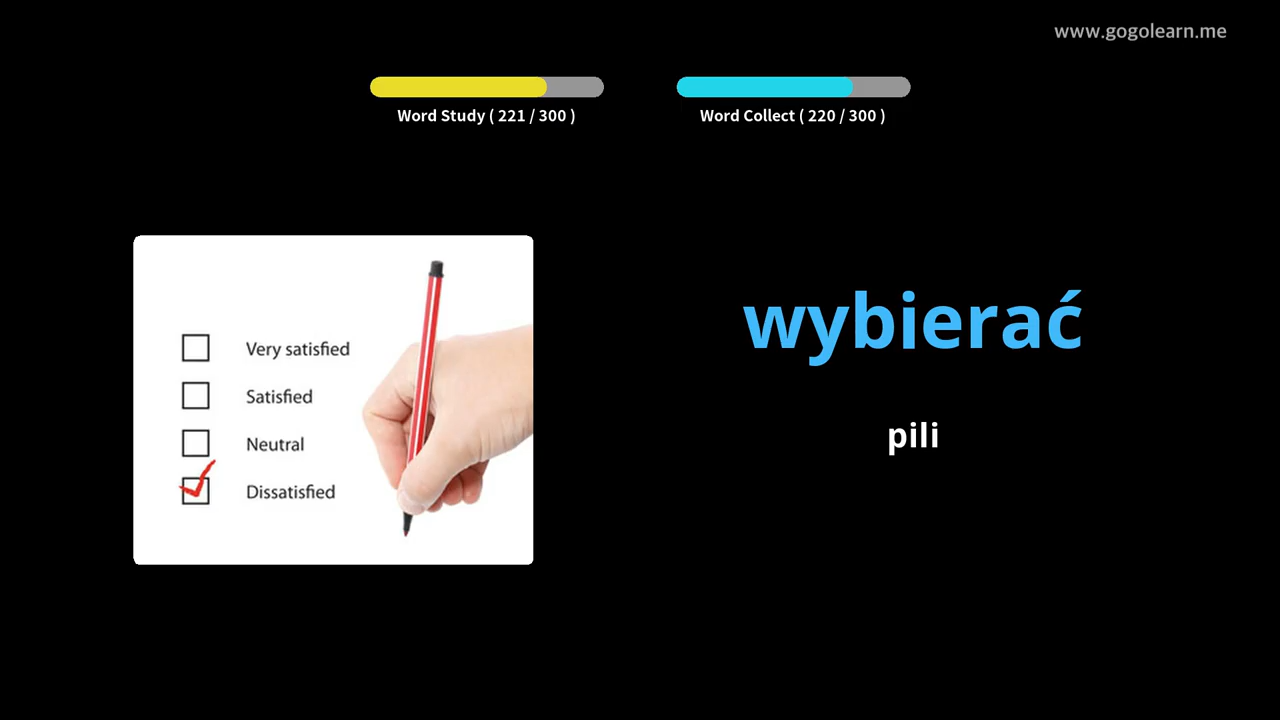 www.gogolearn.me
Word Study ( 221 / 300 )
Word Collect ( 220 / 300 )
Very satisfied
Satisfied
Neutral
Dissatisfied
wybierać
pili